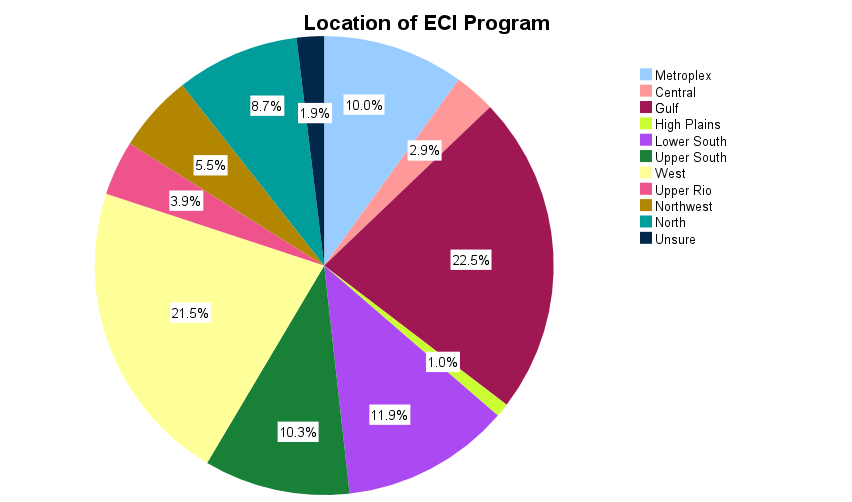 Location of ECI Program
Metroplex
Central
Gulf
High Plains
Lower South
Upper South
West
Upper Rio
Northwest
North
Unsure
10.0%
2.9%
22.5%
1.0%
11.9%
10.3%
21.5%
3.9%
5.5%
8.7%
1.9%